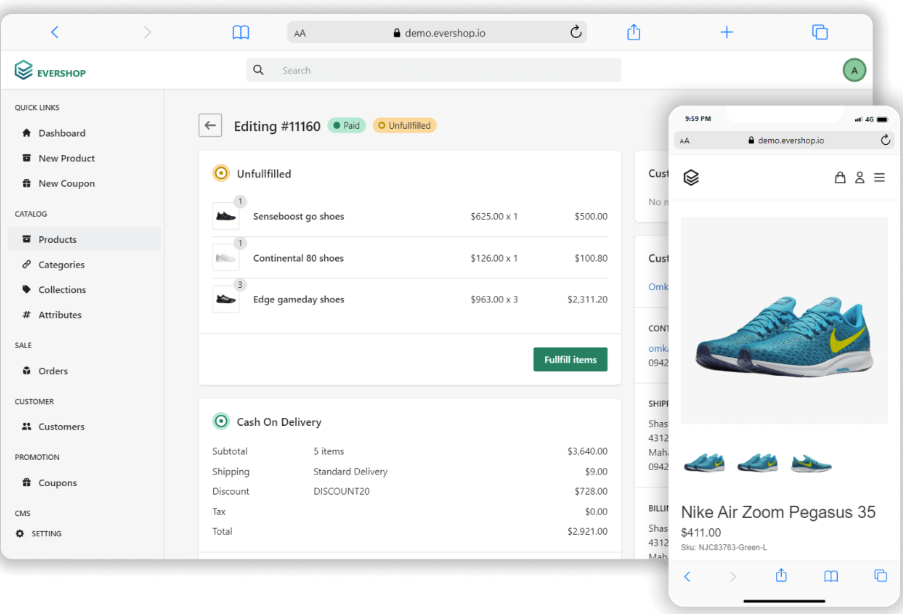 AA demo.evershop.io
EVERSHOP
Search
A
QUICK LINKS
Dashboard
New Product
New Coupon
CATALOG
Products
Categories
Collections
Attributes
SALE
Orders
CUSTOMER
Customers
PROMOTION
Coupons
CMS
SETTING
Editing #11160 Paid Unfulfilled
Unfullfilled
1
Senseboost go shoes $625.00 x 1 $500.00
1
Continental 80 shoes $126.00 x 1 $100.80
3
Edge gameday shoes $963.00 x 3 $2,311.20
Fullfill items
Cash On Delivery
Subtotal 5 items $3,640.00
Shipping Standard Delivery $9.00
Discount DISCOUNT20 $728.00
Tax $0.00
Total $2,921.00
Cust
No n
Cust
Omk
CONT
omk
0942
SHIPP
Shas
4312
Maha
0942
BILLI
Shas
4312
Maha
9:59 PM 4G
AA demo.evershop.io
Nike Air Zoom Pegasus 35
$411.00
Sku: NJC83763-Green-L